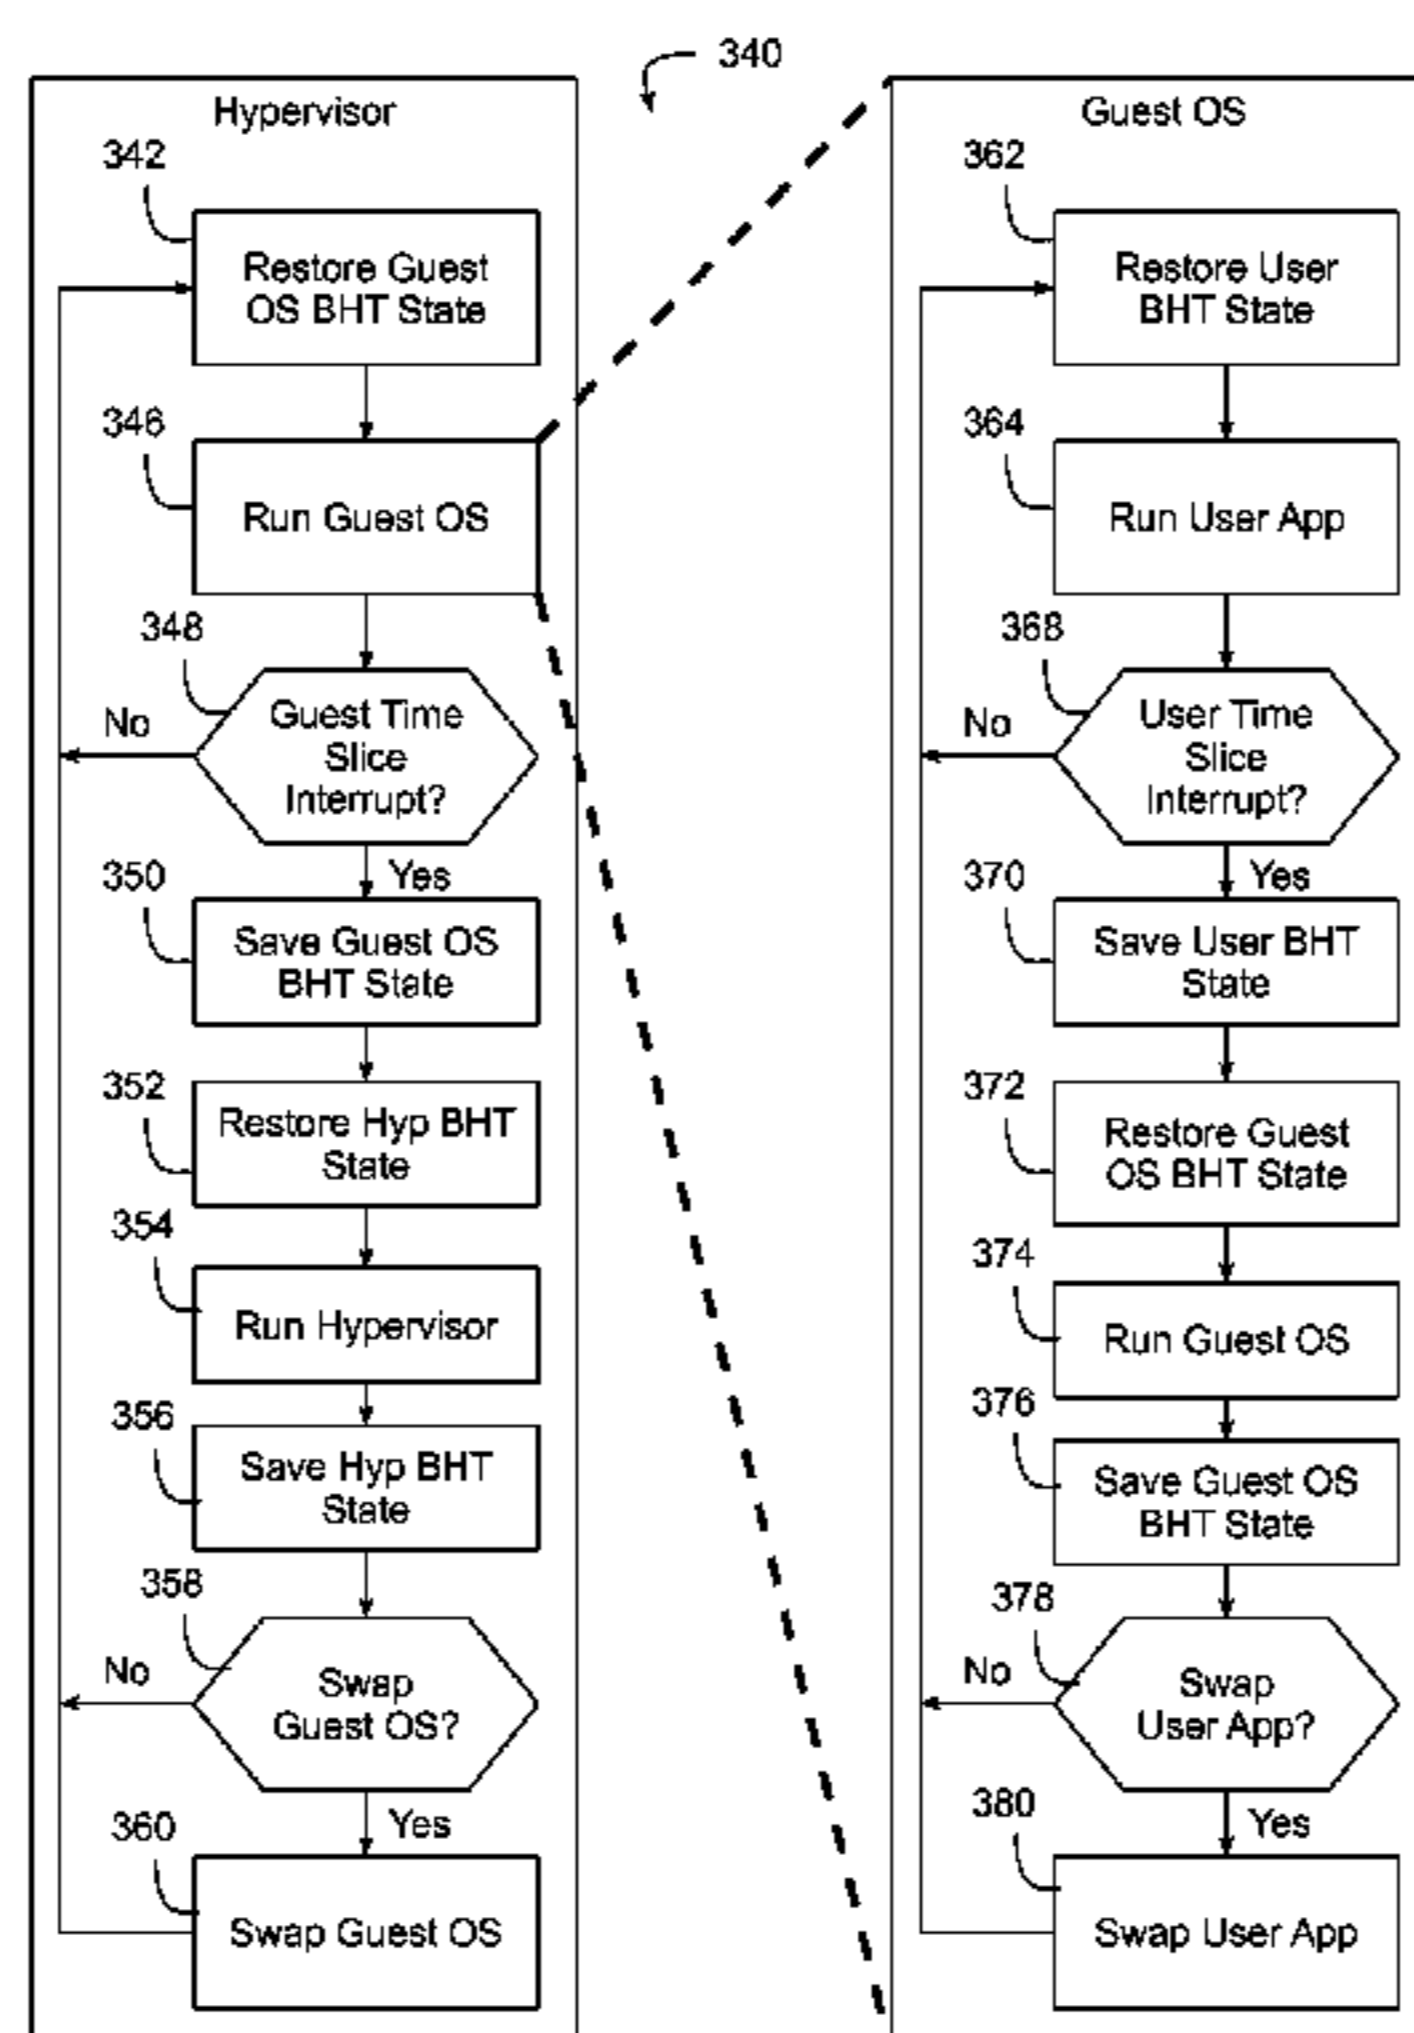 340
Hypervisor
342
Restore Guest
OS BHT State
346
Run Guest OS
348
Guest Time
Slice
Interrupt?
No
Yes
350
Save Guest OS
BHT State
352
Restore Hyp BHT
State
354
Run Hypervisor
356
Save Hyp BHT
State
358
Swap
Guest OS?
No
Yes
360
Swap Guest OS
Guest OS
362
Restore User
BHT State
364
Run User App
368
User Time
Slice
Interrupt?
No
Yes
370
Save User BHT
State
372
Restore Guest
OS BHT State
374
Run Guest OS
376
Save Guest OS
BHT State
378
Swap
User App?
No
Yes
380
Swap User App